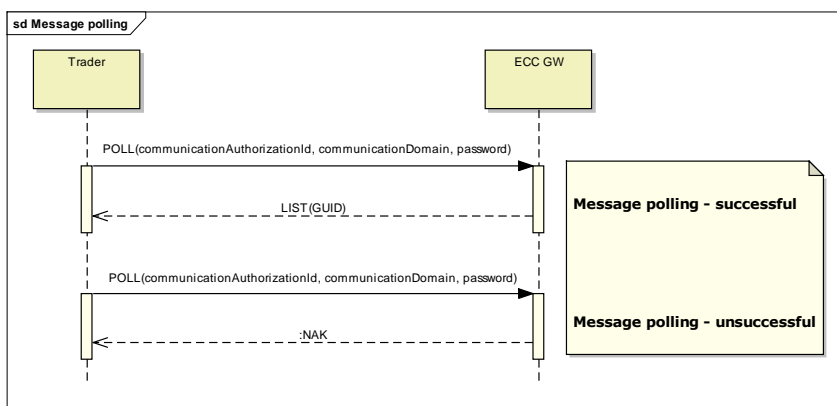 sd Message polling
Trader
ECC GW
POLL(communicationAuthorizationId, communicationDomain, password)
Message polling - successful
LIST(GUID)
POLL(communicationAuthorizationId, communicationDomain, password)
Message polling - unsuccessful
:NAK